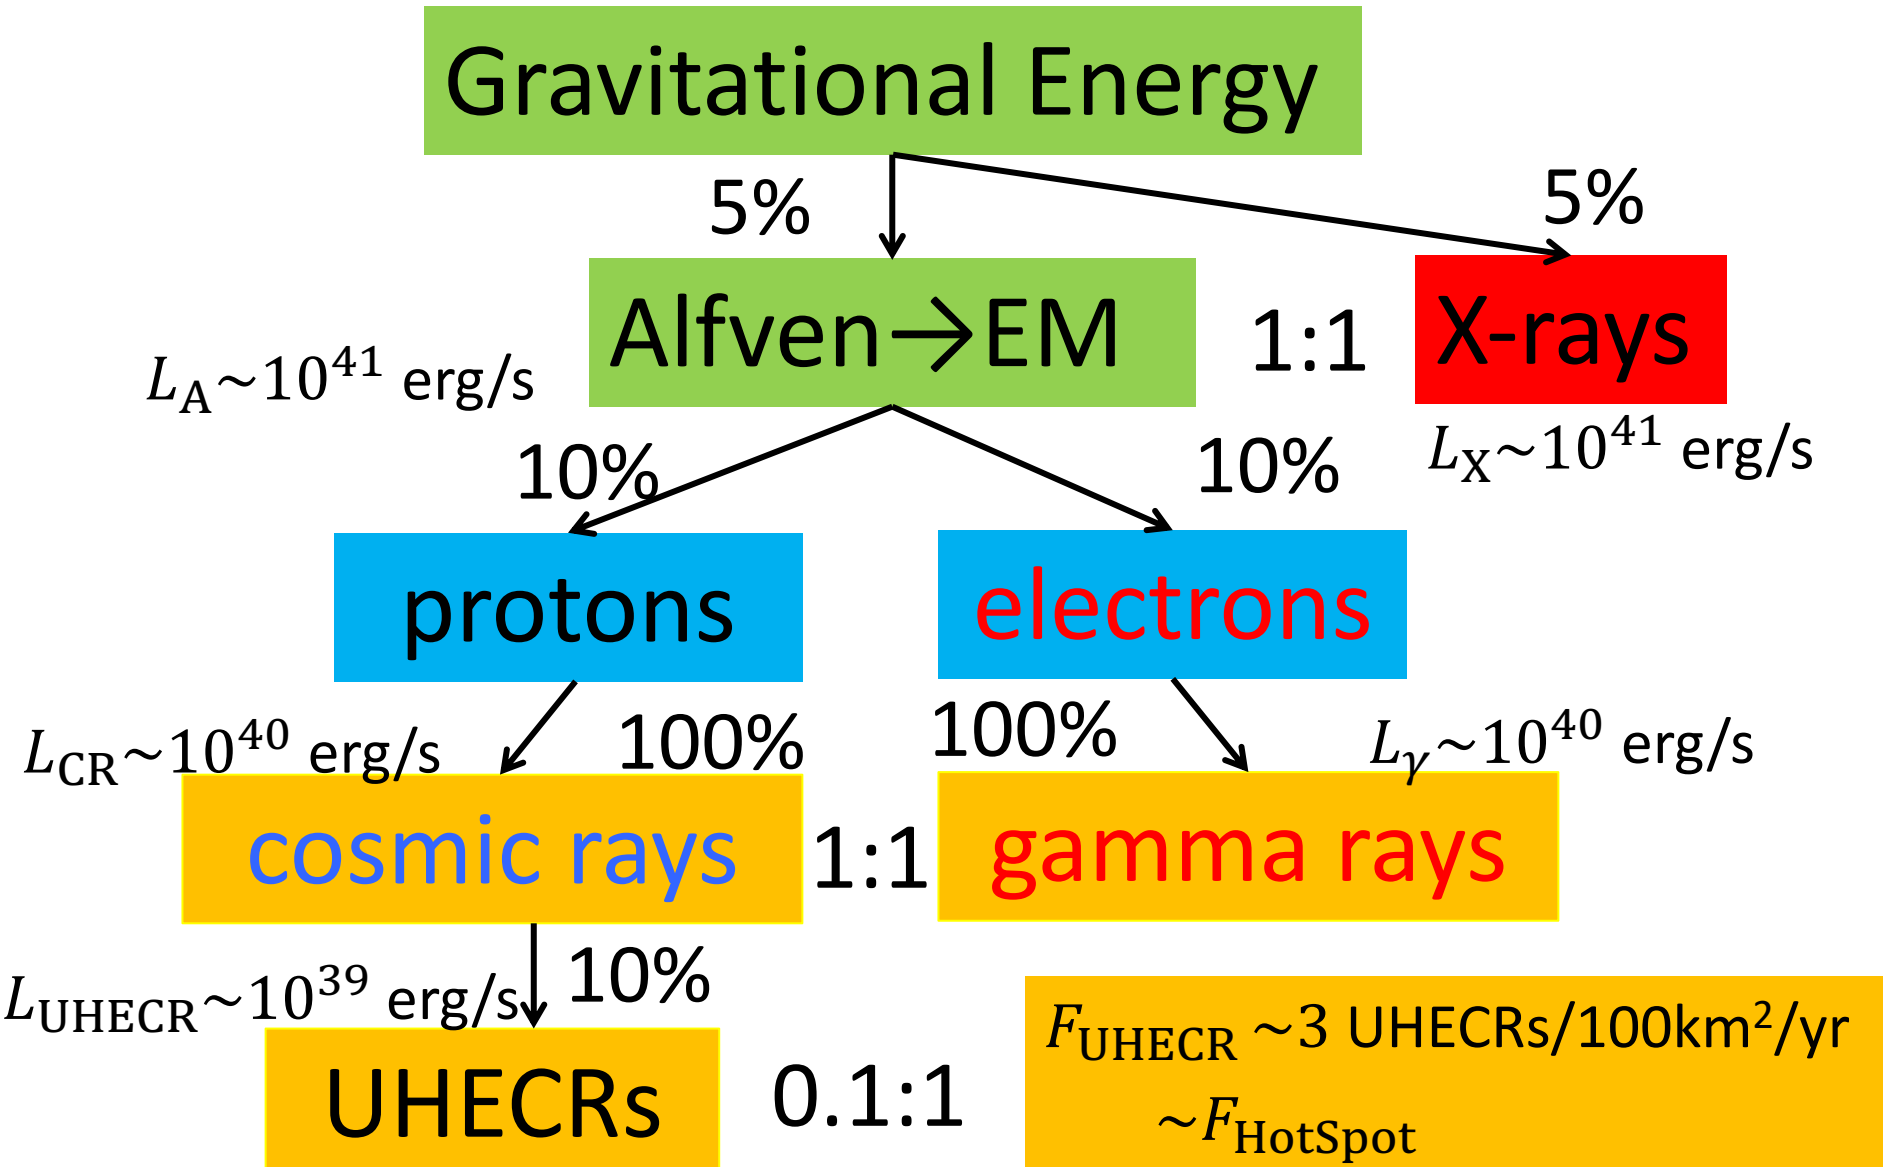 Gravitational Energy
5%
5%
Alfven→EM
1:1
X-rays
L_A~10^41 erg/s
L_X~10^41 erg/s
10%
10%
protons
electrons
L_CR~10^40 erg/s
100%
100%
L_γ~10^40 erg/s
cosmic rays
1:1
gamma rays
L_UHECR~10^39 erg/s
10%
UHECRs
0.1:1
F_UHECR ~3 UHECRs/100km²/yr
~F_HotSpot